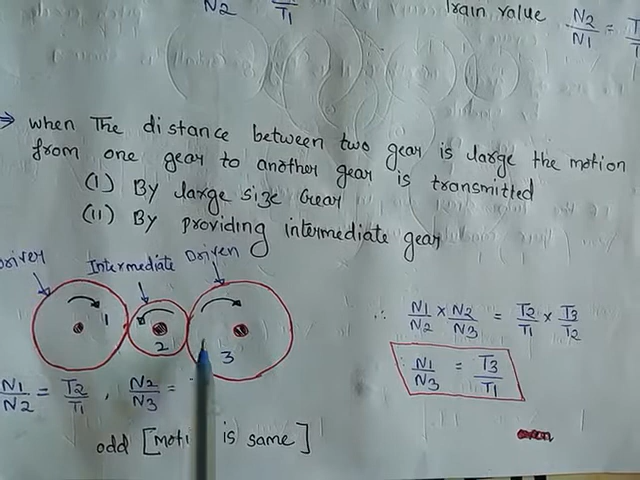 N2 T1
Train value N2/N1 = T
⇒ when The distance between two gear is large the motion
from one gear to another gear is transmitted
(I) By large size Gear
(II) By providing intermediate gear
Driver Intermediate Driven
1 2 3
∴ N1/N2 × N2/N3 = T2/T1 × T3/T2
N1/N3 = T3/T1
N1/N2 = T2/T1 , N2/N3 =
odd [moti is same]